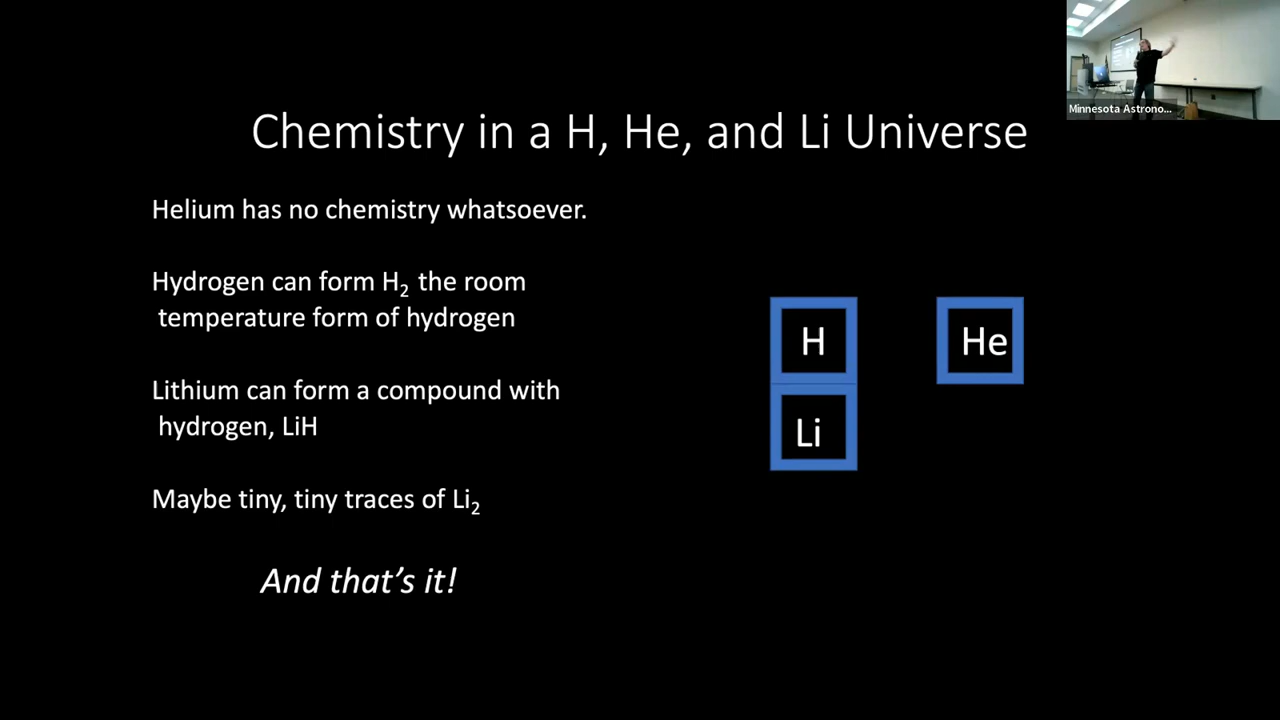 Minnesota Astrono...
Chemistry in a H, He, and Li Universe
Helium has no chemistry whatsoever.
Hydrogen can form H₂ the room
temperature form of hydrogen
Lithium can form a compound with
hydrogen, LiH
Maybe tiny, tiny traces of Li₂
And that's it!
H
He
Li